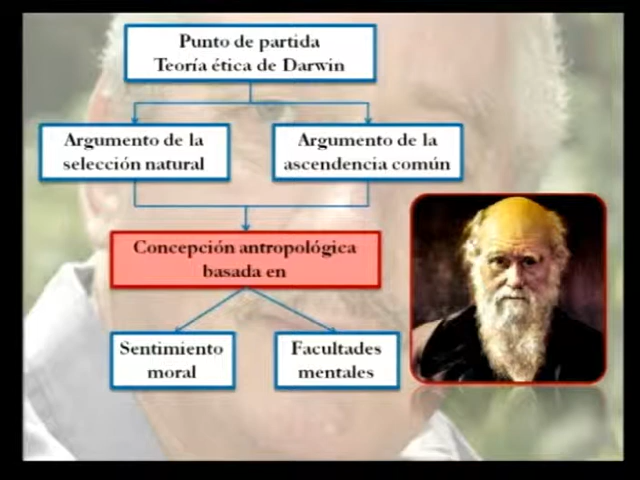 Punto de partida
Teoría ética de Darwin
Argumento de la
selección natural
Argumento de la
ascendencia común
Concepción antropológica
basada en
Sentimiento
moral
Facultades
mentales